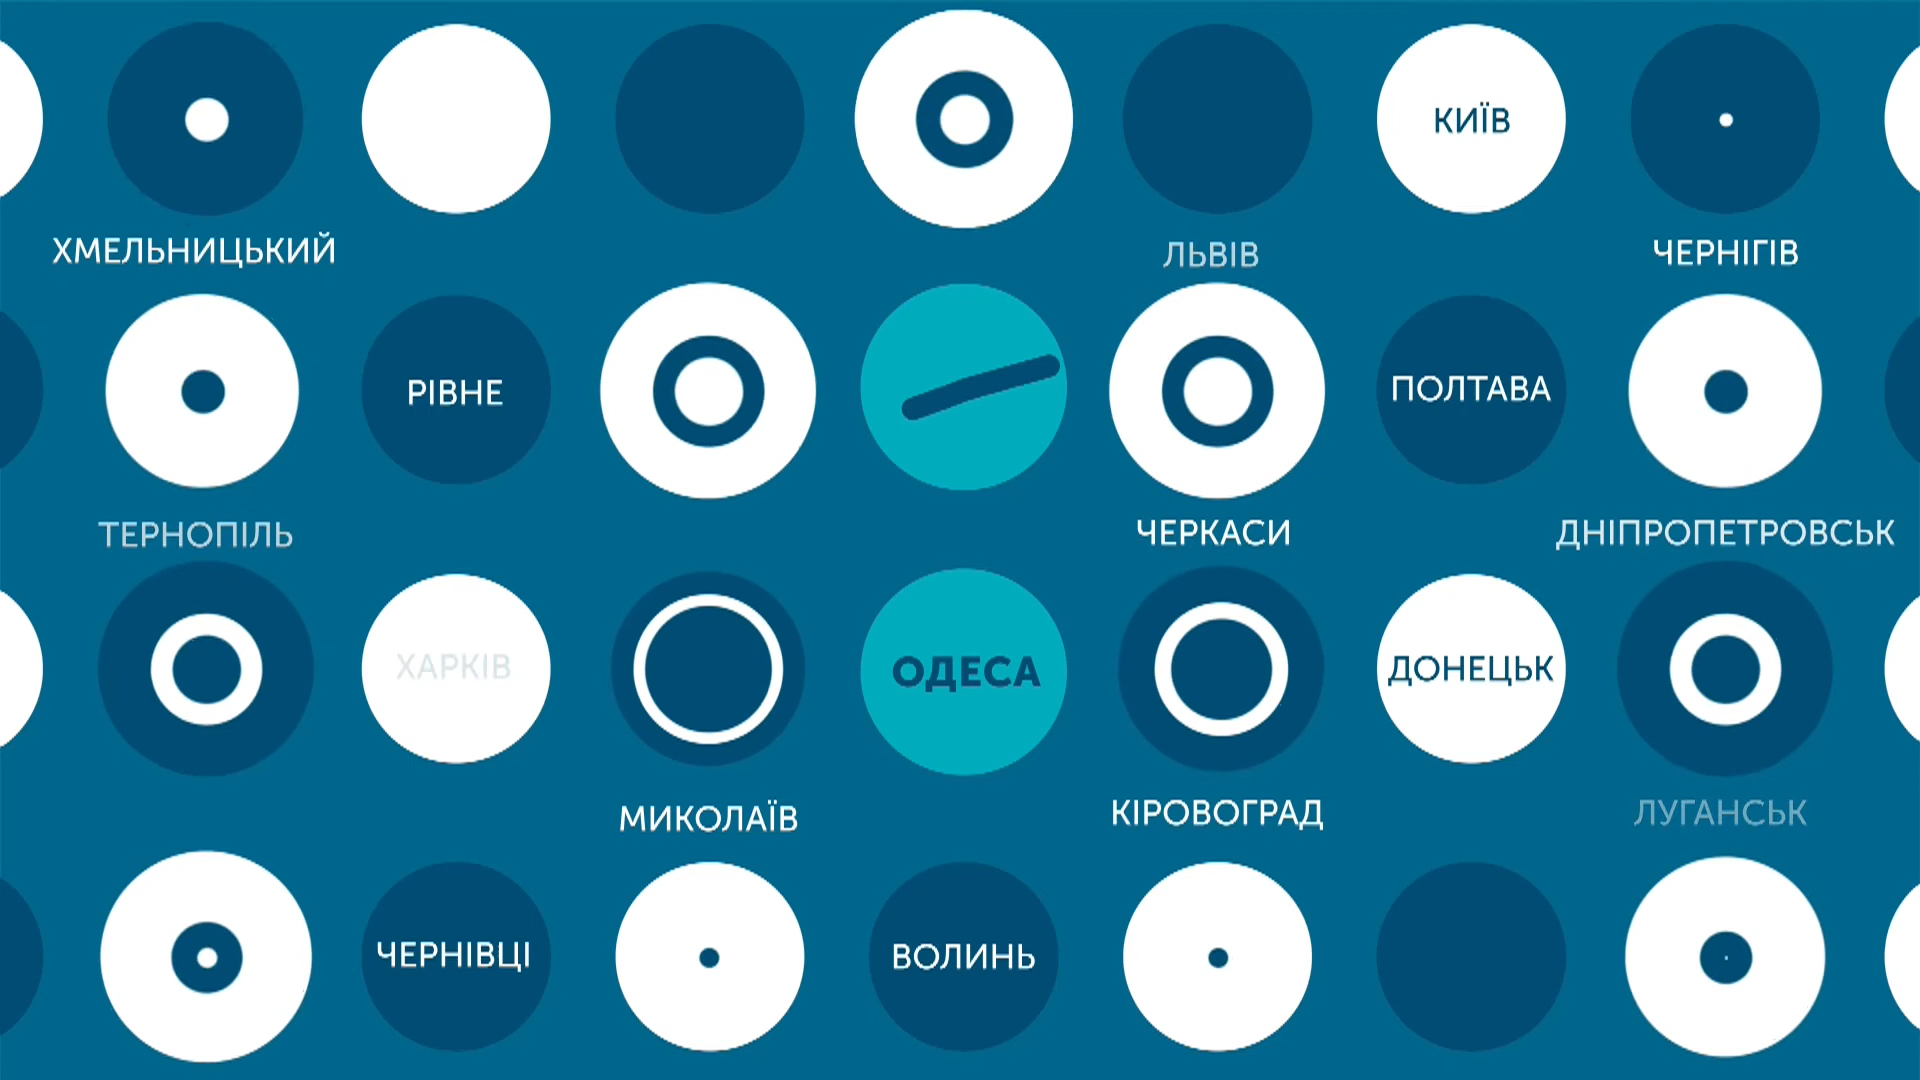 КИЇВ
ХМЕЛЬНИЦЬКИЙ
ЛЬВІВ
ЧЕРНІГІВ
РІВНЕ
ПОЛТАВА
ТЕРНОПІЛЬ
ЧЕРКАСИ
ДНІПРОПЕТРОВСЬК
ХАРКІВ
ОДЕСА
ДОНЕЦЬК
МИКОЛАЇВ
КІРОВОГРАД
ЛУГАНСЬК
ЧЕРНІВЦІ
ВОЛИНЬ